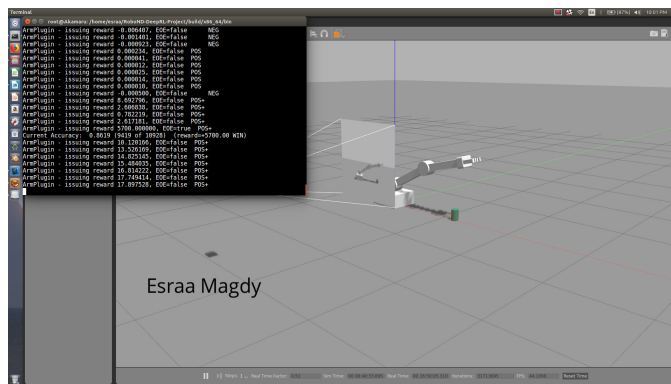 Terminal
10:01 PM
(67%)
root@Akamaru: /home/esraa/RoboND-DeepRL-Project/build/x86_64/bin
ArmPlugin - issuing reward -0.006407, EOE=false NEG
ArmPlugin - issuing reward -0.001401, EOE=false NEG
ArmPlugin - issuing reward -0.000923, EOE=false NEG
ArmPlugin - issuing reward 0.000234, EOE=false POS
ArmPlugin - issuing reward 0.000041, EOE=false POS
ArmPlugin - issuing reward 0.000012, EOE=false POS
ArmPlugin - issuing reward 0.000025, EOE=false POS
ArmPlugin - issuing reward 0.000014, EOE=false POS
ArmPlugin - issuing reward 0.000010, EOE=false POS
ArmPlugin - issuing reward -0.000500, EOE=false NEG
ArmPlugin - issuing reward 8.692796, EOE=false POS+
ArmPlugin - issuing reward 2.606838, EOE=false POS+
ArmPlugin - issuing reward 0.782219, EOE=false POS+
ArmPlugin - issuing reward 2.617181, EOE=false POS+
ArmPlugin - issuing reward 5700.000000, EOE=true POS+
Current Accuracy: 0.8619 (9419 of 10928) (reward=+5700.00 WIN)
ArmPlugin - issuing reward 10.120166, EOE=false POS+
ArmPlugin - issuing reward 13.526169, EOE=false POS+
ArmPlugin - issuing reward 14.825145, EOE=false POS+
ArmPlugin - issuing reward 15.484035, EOE=false POS+
ArmPlugin - issuing reward 16.814222, EOE=false POS+
ArmPlugin - issuing reward 17.749414, EOE=false POS+
ArmPlugin - issuing reward 17.897528, EOE=false POS+
Esraa Magdy
Real Time Factor: Sim Time: Real Time: Iterations: FPS: Reset Time